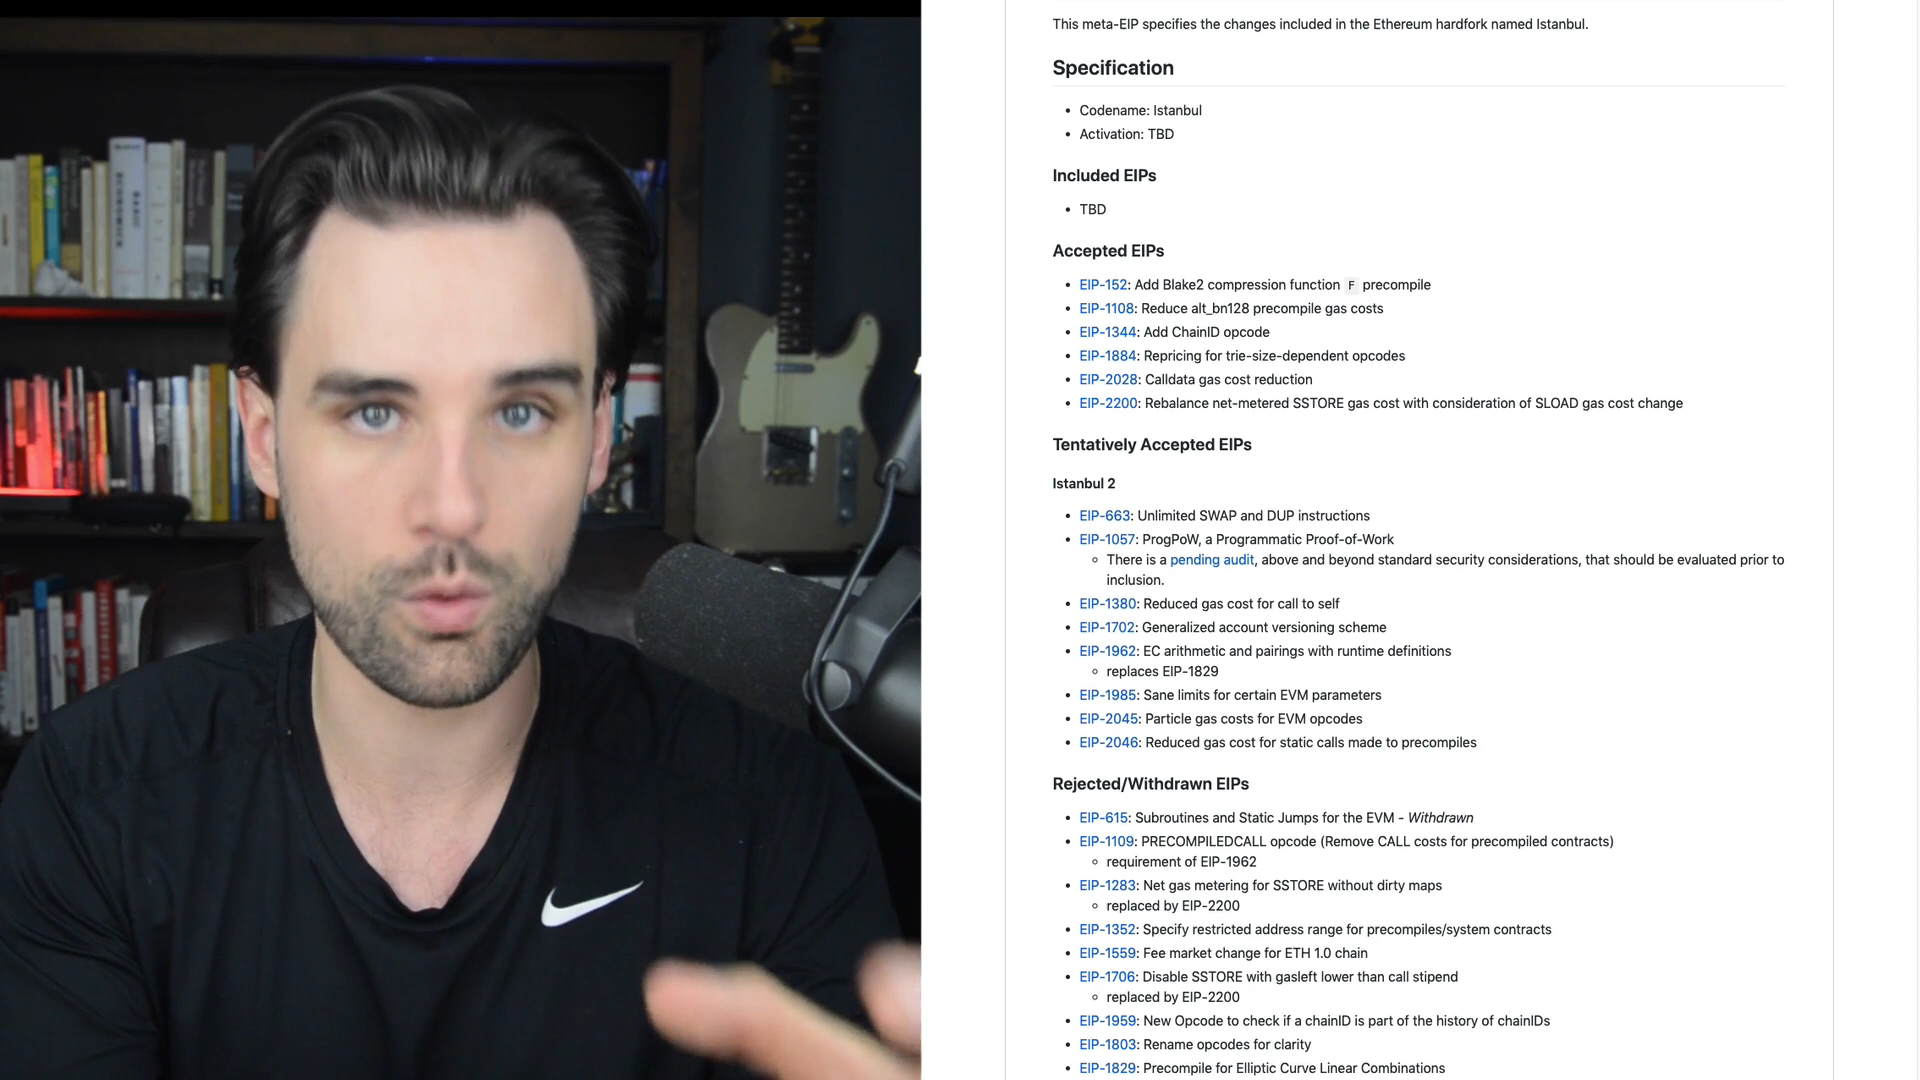 This meta-EIP specifies the changes included in the Ethereum hardfork named Istanbul.
Specification
• Codename: Istanbul
• Activation: TBD
Included EIPs
• TBD
Accepted EIPs
• EIP-152: Add Blake2 compression function F precompile
• EIP-1108: Reduce alt_bn128 precompile gas costs
• EIP-1344: Add ChainID opcode
• EIP-1884: Repricing for trie-size-dependent opcodes
• EIP-2028: Calldata gas cost reduction
• EIP-2200: Rebalance net-metered SSTORE gas cost with consideration of SLOAD gas cost change
Tentatively Accepted EIPs
Istanbul 2
• EIP-663: Unlimited SWAP and DUP instructions
• EIP-1057: ProgPoW, a Programmatic Proof-of-Work
◦ There is a pending audit, above and beyond standard security considerations, that should be evaluated prior to
inclusion.
• EIP-1380: Reduced gas cost for call to self
• EIP-1702: Generalized account versioning scheme
• EIP-1962: EC arithmetic and pairings with runtime definitions
◦ replaces EIP-1829
• EIP-1985: Sane limits for certain EVM parameters
• EIP-2045: Particle gas costs for EVM opcodes
• EIP-2046: Reduced gas cost for static calls made to precompiles
Rejected/Withdrawn EIPs
• EIP-615: Subroutines and Static Jumps for the EVM - Withdrawn
• EIP-1109: PRECOMPILEDCALL opcode (Remove CALL costs for precompiled contracts)
◦ requirement of EIP-1962
• EIP-1283: Net gas metering for SSTORE without dirty maps
◦ replaced by EIP-2200
• EIP-1352: Specify restricted address range for precompiles/system contracts
• EIP-1559: Fee market change for ETH 1.0 chain
• EIP-1706: Disable SSTORE with gasleft lower than call stipend
◦ replaced by EIP-2200
• EIP-1959: New Opcode to check if a chainID is part of the history of chainIDs
• EIP-1803: Rename opcodes for clarity
• EIP-1829: Precompile for Elliptic Curve Linear Combinations